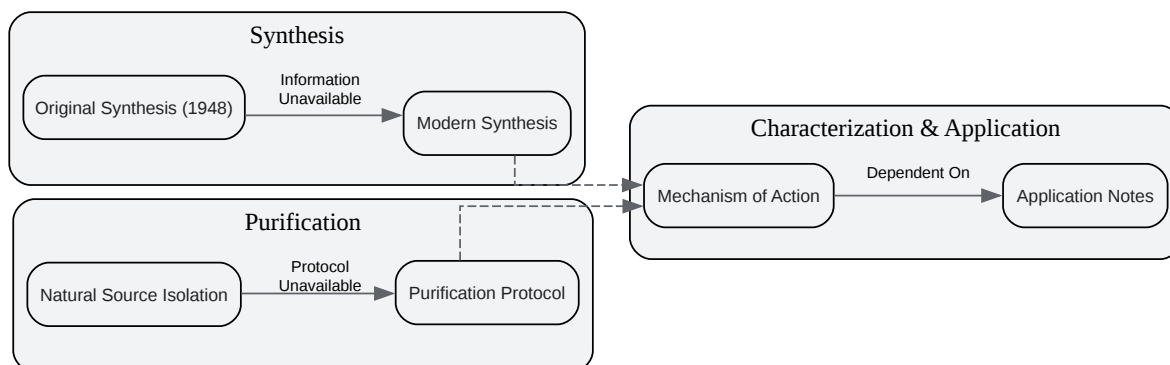 Synthesis
Original Synthesis (1948)
Information
Unavailable
Modern Synthesis
Purification
Natural Source Isolation
Protocol
Unavailable
Purification Protocol
Characterization & Application
Mechanism of Action
Dependent On
Application Notes